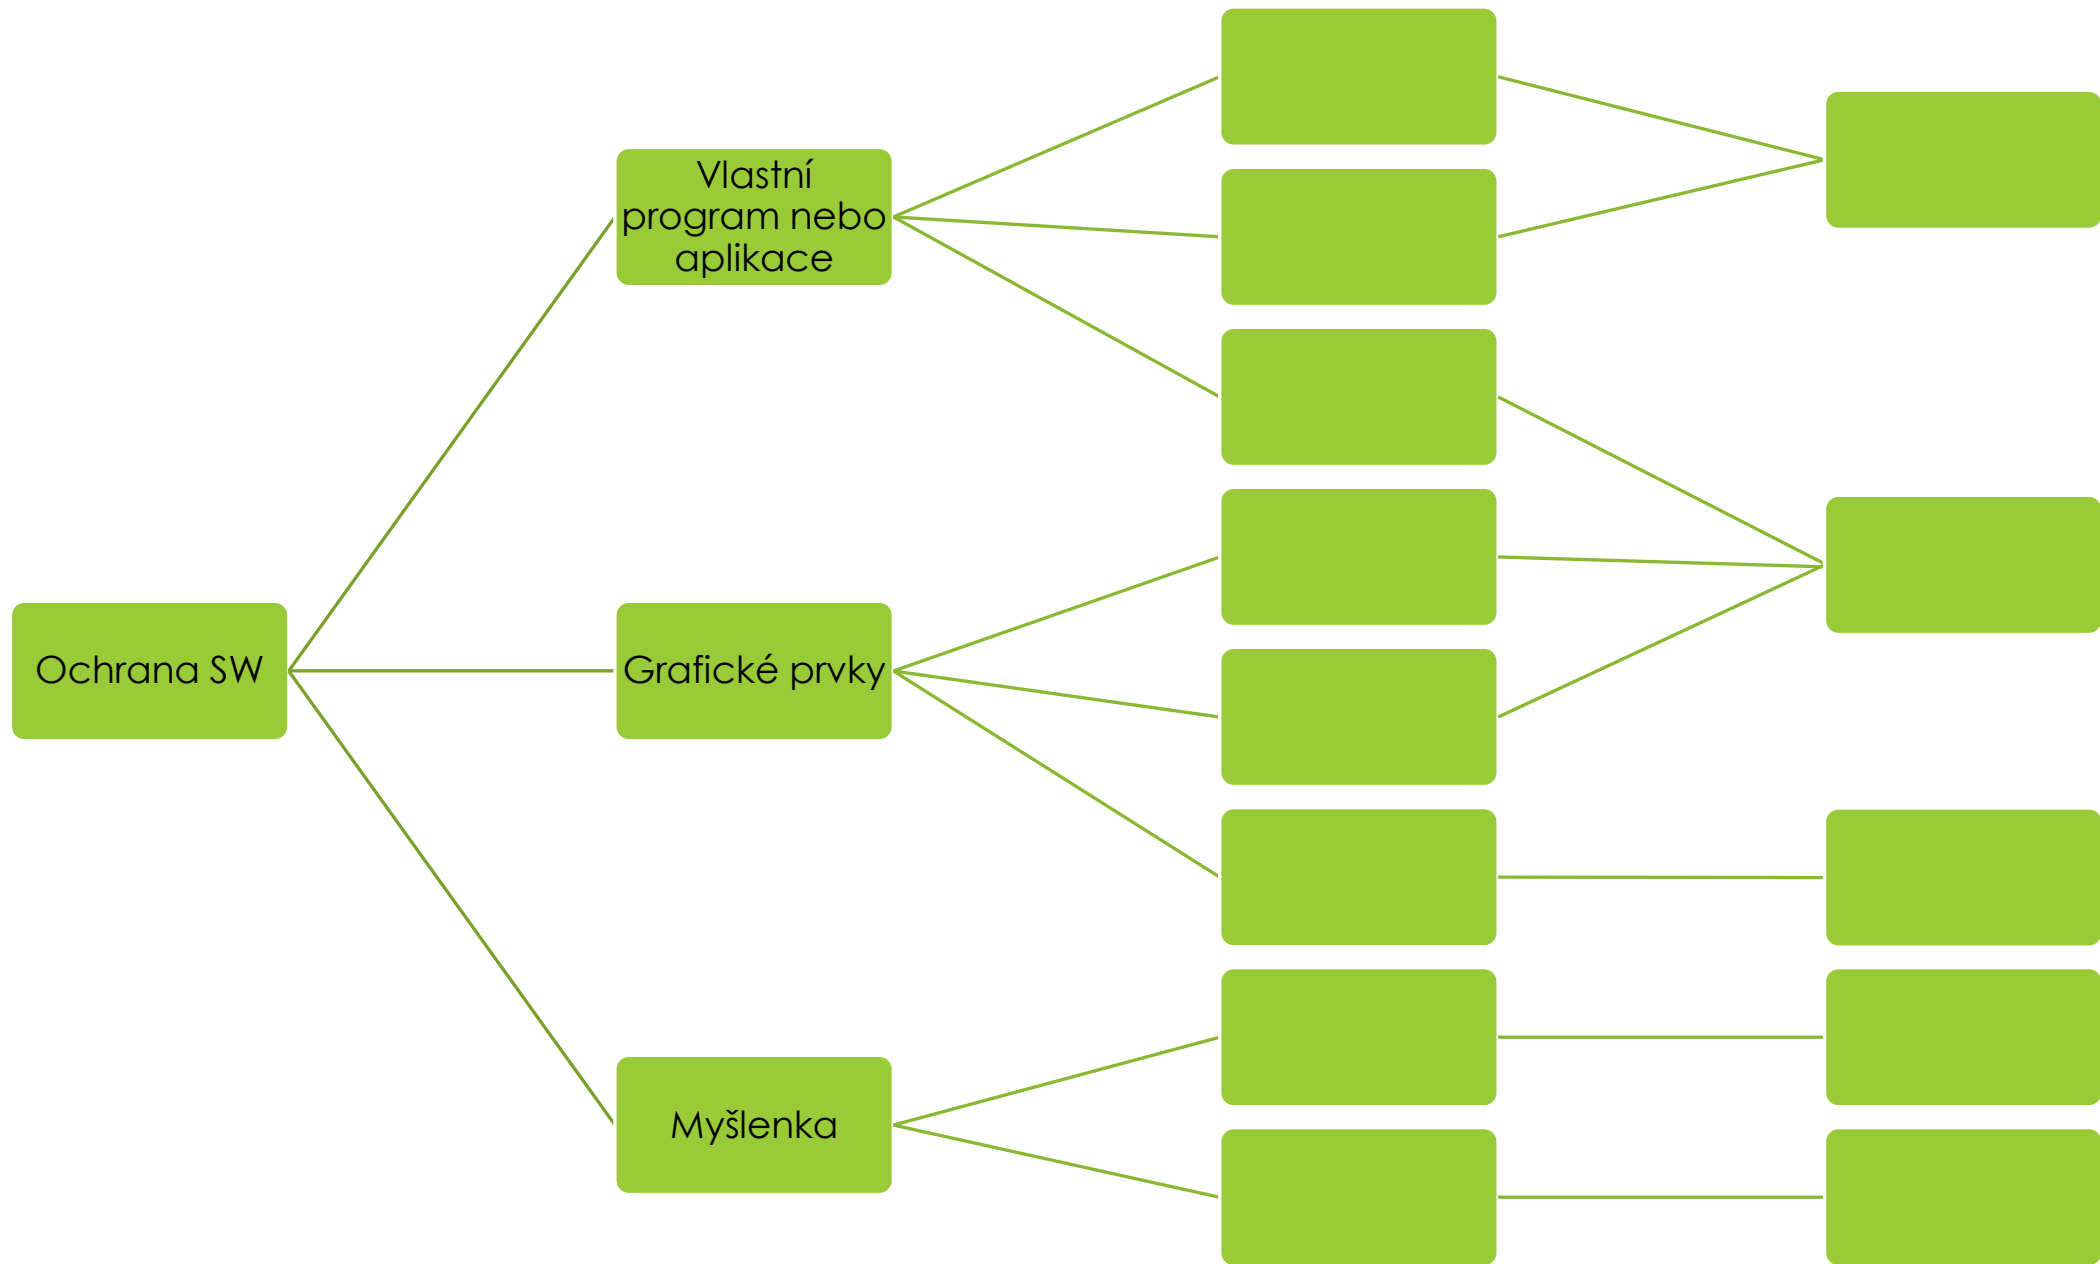 Vlastní
program nebo
aplikace
Ochrana SW
Grafické prvky
Myšlenka